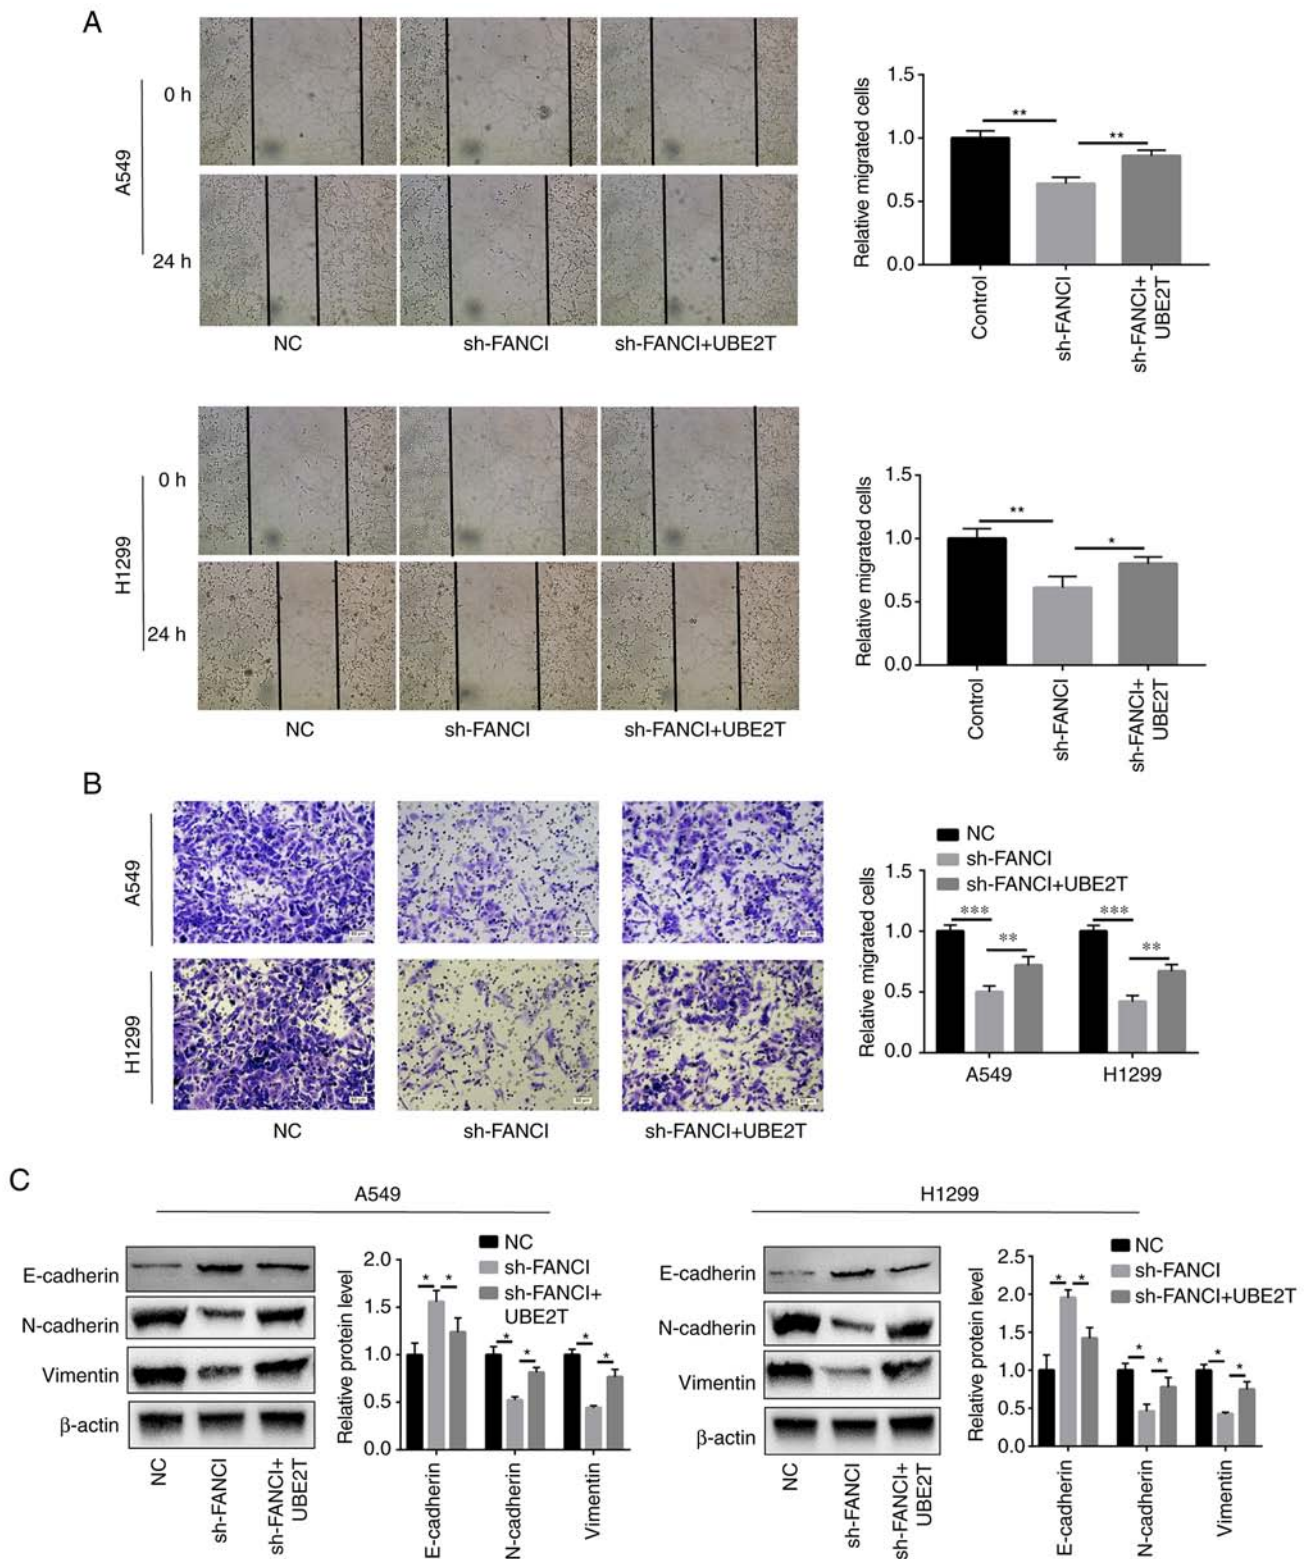 A
A549
0 h
24 h
NC
sh-FANCI
sh-FANCI+UBE2T
Relative migrated cells
1.5
1.0
0.5
0.0
**
**
Control
sh-FANCI
sh-FANCI+
UBE2T
H1299
0 h
24 h
NC
sh-FANCI
sh-FANCI+UBE2T
Relative migrated cells
1.5
1.0
0.5
0.0
**
*
Control
sh-FANCI
sh-FANCI+
UBE2T
B
A549
H1299
NC
sh-FANCI
sh-FANCI+UBE2T
NC
sh-FANCI
sh-FANCI+UBE2T
Relative migrated cells
1.5
1.0
0.5
0.0
***
**
***
**
A549
H1299
C
A549
E-cadherin
N-cadherin
Vimentin
β-actin
NC
sh-FANCI
sh-FANCI+
UBE2T
NC
sh-FANCI
sh-FANCI+
UBE2T
Relative protein level
2.0
1.5
1.0
0.5
0.0
* *
*
*
*
*
E-cadherin
N-cadherin
Vimentin
H1299
E-cadherin
N-cadherin
Vimentin
β-actin
NC
sh-FANCI
sh-FANCI+
UBE2T
NC
sh-FANCI
sh-FANCI+UBE2T
Relative protein level
2.5
2.0
1.5
1.0
0.5
0.0
* *
*
*
*
*
E-cadherin
N-cadherin
Vimentin